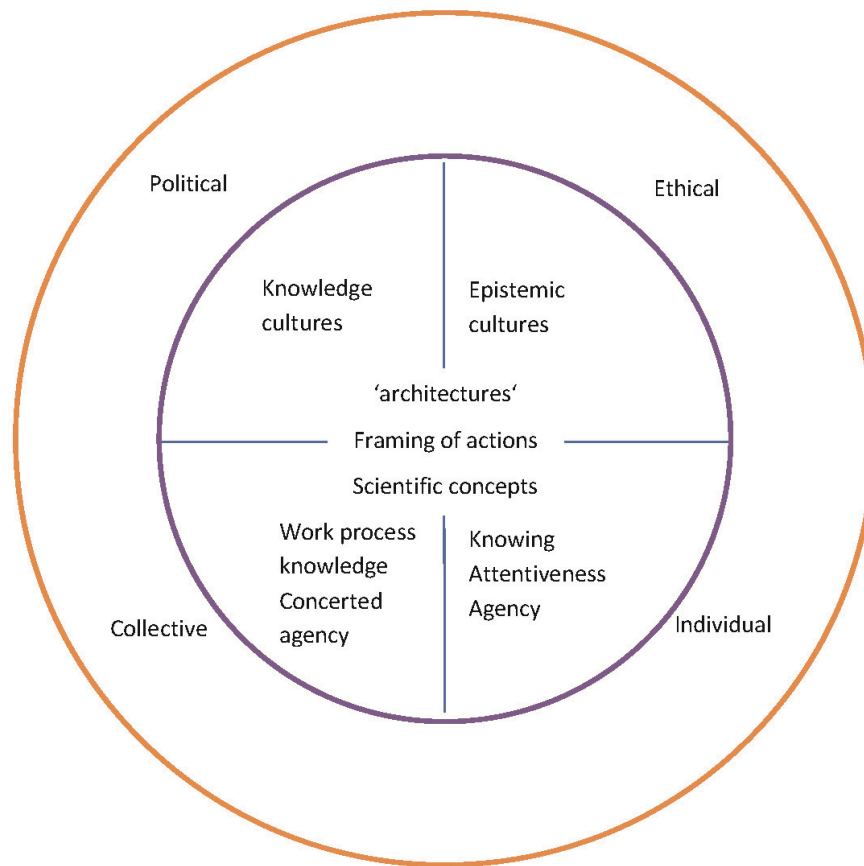 Political
Ethical
Knowledge
cultures
Epistemic
cultures
‘architectures‘
Framing of actions
Scientific concepts
Work process
knowledge
Concerted
agency
Knowing
Attentiveness
Agency
Collective
Individual